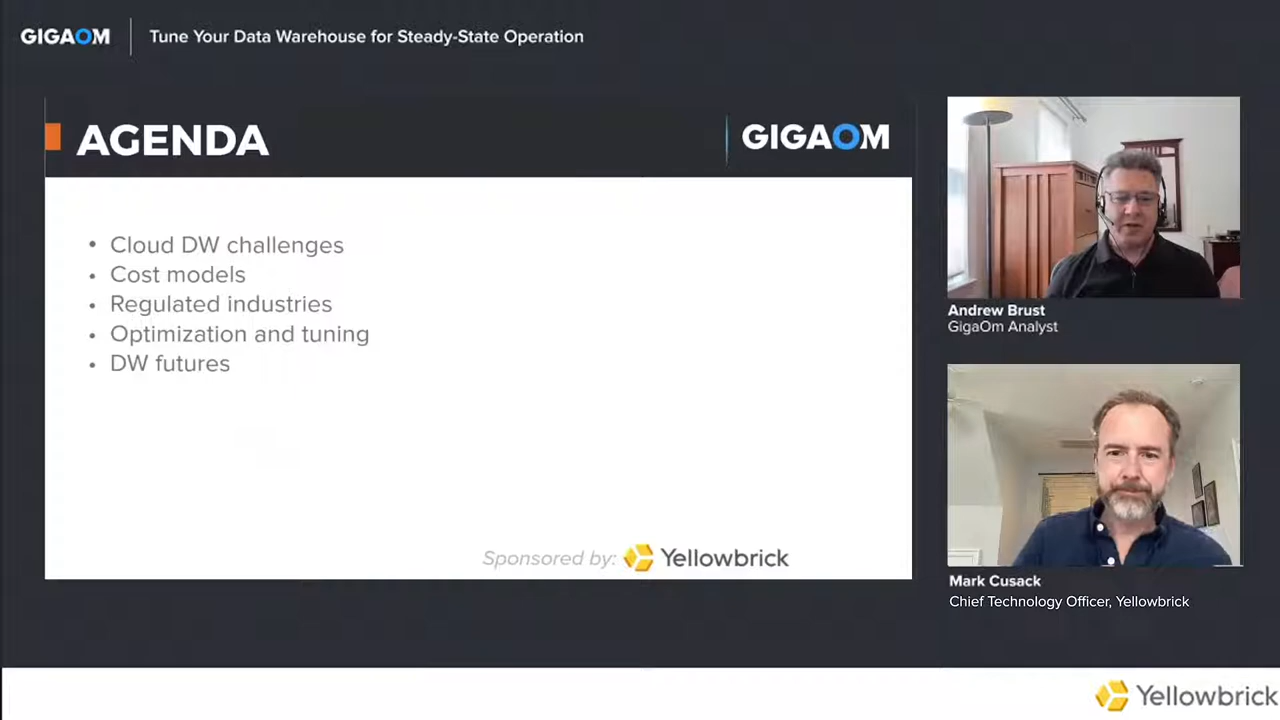 GIGAOM
Tune Your Data Warehouse for Steady-State Operation
AGENDA
GIGAOM
• Cloud DW challenges
• Cost models
• Regulated industries
• Optimization and tuning
• DW futures
Sponsored by: Yellowbrick
Andrew Brust
GigaOm Analyst
Mark Cusack
Chief Technology Officer, Yellowbrick
Yellowbrick